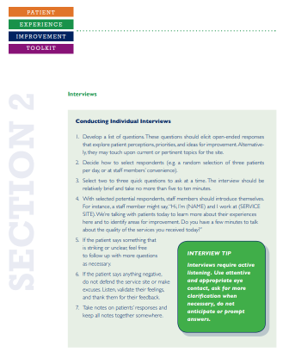 PATIENT
EXPERIENCE
IMPROVEMENT
TOOLKIT
SECTION 2
Interviews
Conducting Individual Interviews
1. Develop a list of questions. These questions should elicit open-ended responses
that explore patient perceptions, priorities, and ideas for improvement. Alternative-
ly, they may touch upon current or pertinent topics for the site.
2. Decide how to select respondents (e.g. a random selection of three patients
per day, or at staff members' convenience).
3. Select two to three quick questions to ask at a time. The interview should be
relatively brief and take no more than five to ten minutes.
4. With selected potential respondents, staff members should introduce themselves.
For instance, a staff member might say, "Hi, I'm (NAME) and I work at (SERVICE
SITE). We're talking with patients today to learn more about their experiences
here and to identify areas for improvement. Do you have a few minutes to talk
about the quality of the services you received today?"
5. If the patient says something that
is striking or unclear, feel free
to follow up with more questions
as necessary.
6. If the patient says anything negative,
do not defend the service site or make
excuses. Listen, validate their feelings,
and thank them for their feedback.
7. Take notes on patients' responses and
keep all notes together somewhere.
INTERVIEW TIP
Interviews require active
listening. Use attentive
and appropriate eye
contact, ask for more
clarification when
necessary, do not
anticipate or prompt
answers.